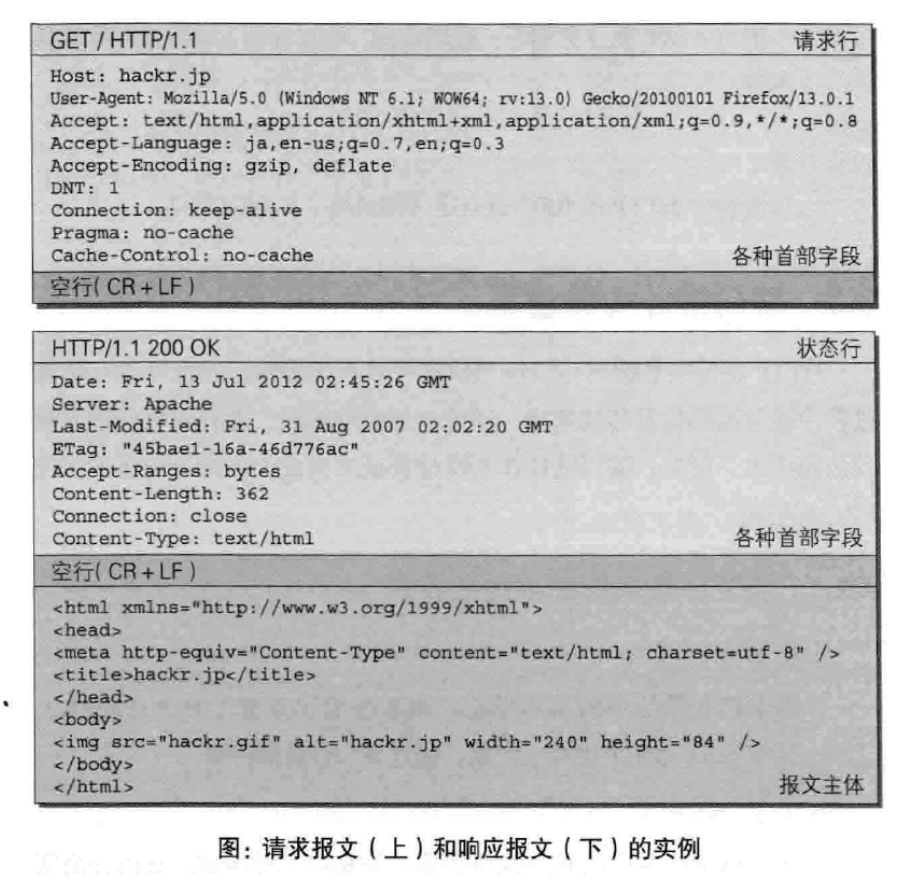 GET / HTTP/1.1 请求行
Host: hackr.jp
User-Agent: Mozilla/5.0 (Windows NT 6.1; WOW64; rv:13.0) Gecko/20100101 Firefox/13.0.1
Accept: text/html,application/xhtml+xml,application/xml;q=0.9,*/*;q=0.8
Accept-Language: ja,en-us;q=0.7,en;q=0.3
Accept-Encoding: gzip, deflate
DNT: 1
Connection: keep-alive
Pragma: no-cache
Cache-Control: no-cache 各种首部字段
空行( CR + LF )
HTTP/1.1 200 OK 状态行
Date: Fri, 13 Jul 2012 02:45:26 GMT
Server: Apache
Last-Modified: Fri, 31 Aug 2007 02:02:20 GMT
ETag: "45bae1-16a-46d776ac"
Accept-Ranges: bytes
Content-Length: 362
Connection: close
Content-Type: text/html 各种首部字段
空行( CR + LF )
<html xmlns="http://www.w3.org/1999/xhtml">
<head>
<meta http-equiv="Content-Type" content="text/html; charset=utf-8" />
<title>hackr.jp</title>
</head>
<body>
<img src="hackr.gif" alt="hackr.jp" width="240" height="84" />
</body>
</html> 报文主体
图：请求报文（上）和响应报文（下）的实例